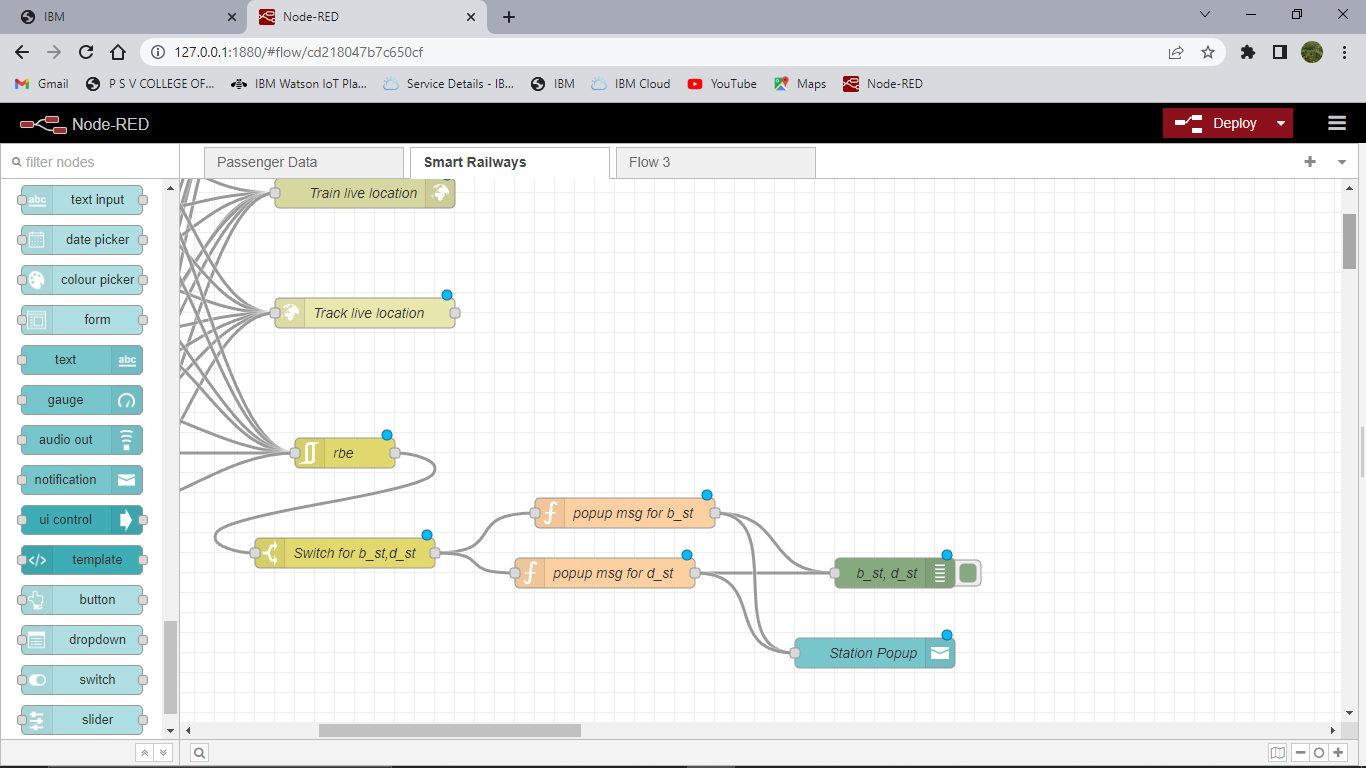 IBM
Node-RED
127.0.0.1:1880/#flow/cd218047b7c650cf
Gmail
P S V COLLEGE OF...
IBM Watson IoT Pla...
Service Details - IB...
IBM
IBM Cloud
YouTube
Maps
Node-RED
Node-RED
Deploy
filter nodes
Passenger Data
Smart Railways
Flow 3
abc text input
date picker
colour picker
form
text abc
gauge
audio out
notification
ui control
</> template
button
dropdown
switch
slider
Train live location
Track live location
rbe
Switch for b_st,d_st
popup msg for b_st
popup msg for d_st
b_st, d_st
Station Popup